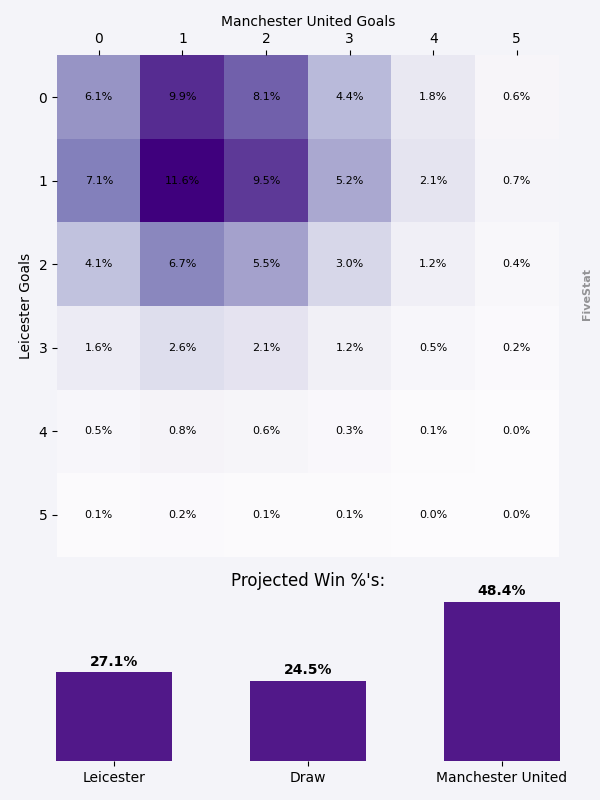 Manchester United Goals
0 1 2 3 4 5
0 6.1% 9.9% 8.1% 4.4% 1.8% 0.6%
1 7.1% 11.6% 9.5% 5.2% 2.1% 0.7%
2 4.1% 6.7% 5.5% 3.0% 1.2% 0.4%
3 1.6% 2.6% 2.1% 1.2% 0.5% 0.2%
4 0.5% 0.8% 0.6% 0.3% 0.1% 0.0%
5 0.1% 0.2% 0.1% 0.1% 0.0% 0.0%
Leicester Goals
FiveStat
Projected Win %'s:
27.1% 24.5% 48.4%
Leicester Draw Manchester United